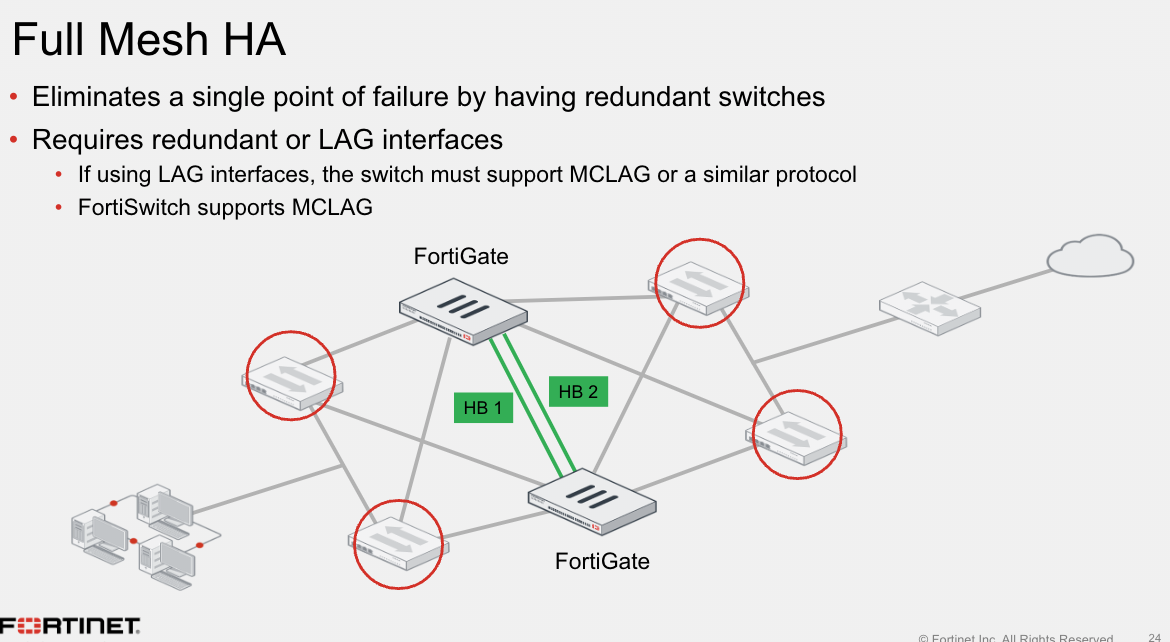 Full Mesh HA
• Eliminates a single point of failure by having redundant switches
• Requires redundant or LAG interfaces
• If using LAG interfaces, the switch must support MCLAG or a similar protocol
• FortiSwitch supports MCLAG
FortiGate
HB 1
HB 2
FortiGate
FORTINET
© Fortinet Inc. All Rights Reserved.
24